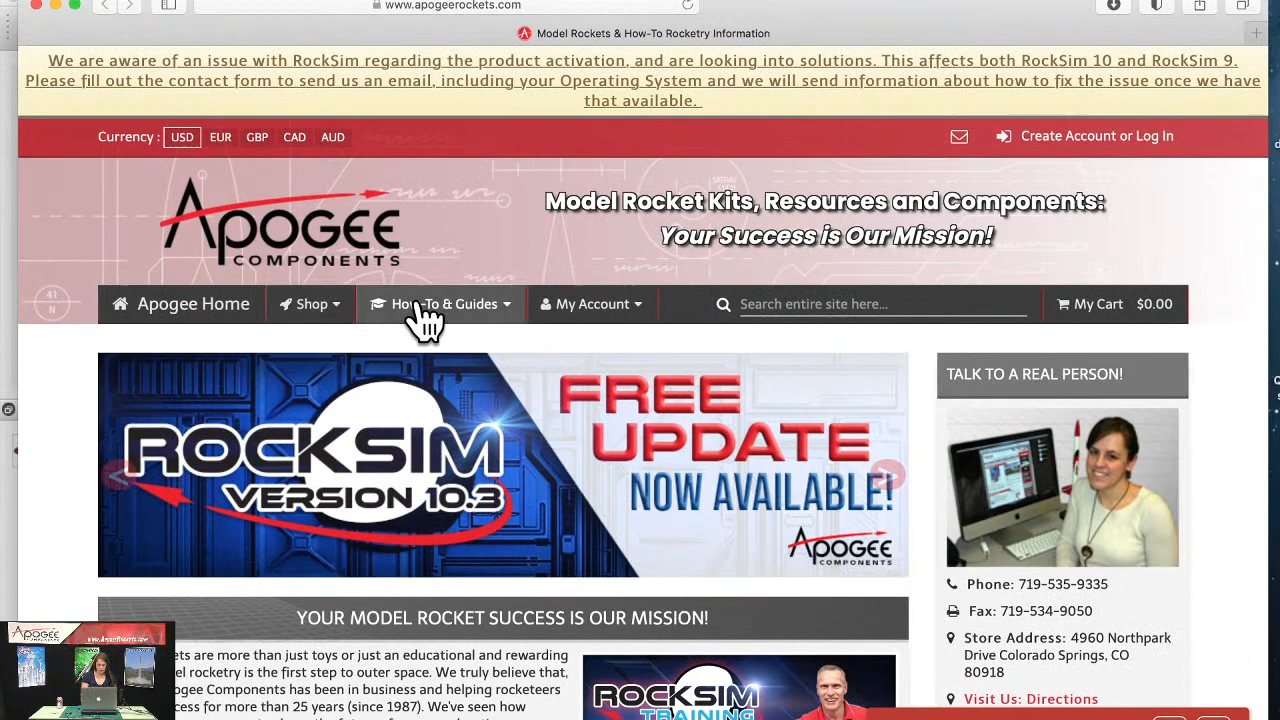 www.apogeerockets.com
Model Rockets & How-To Rocketry Information
We are aware of an issue with RockSim regarding the product activation, and are looking into solutions. This affects both RockSim 10 and RockSim 9.
Please fill out the contact form to send us an email, including your Operating System and we will send information about how to fix the issue once we have
that available.
Currency : USD EUR GBP CAD AUD
Create Account or Log In
APOGEE
COMPONENTS
Model Rocket Kits, Resources and Components:
Your Success is Our Mission!
41
N
Apogee Home Shop How-To & Guides My Account Search entire site here... My Cart $0.00
ROCKSIM
VERSION 10.3
FREE
UPDATE
NOW AVAILABLE!
APOGEE
COMPONENTS
TALK TO A REAL PERSON!
Phone: 719-535-9335
Fax: 719-534-9050
Store Address: 4960 Northpark
Drive Colorado Springs, CO
80918
Visit Us: Directions
YOUR MODEL ROCKET SUCCESS IS OUR MISSION!
ets are more than just toys or just an educational and rewarding
el rocketry is the first step to outer space. We truly believe that,
ogee Components has been in business and helping rocketeers
cess for more than 25 years (since 1987). We've seen how
ROCKSIM
TRAINING
APOGEE
COMPONENTS
www.ApogeeRockets.com